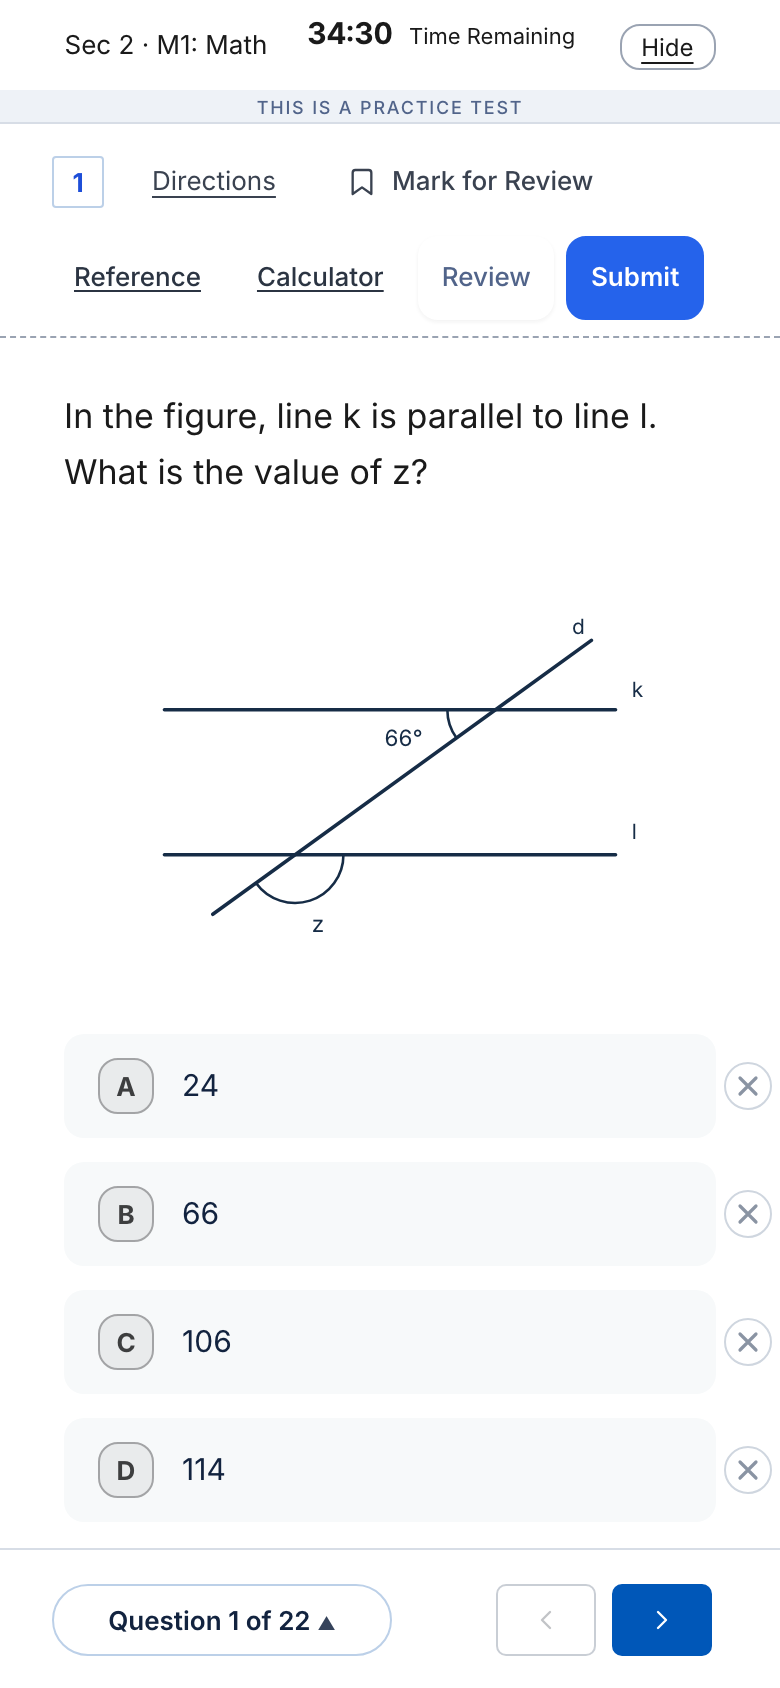 Sec 2 · M1: Math 34:30 Time Remaining Hide
THIS IS A PRACTICE TEST
1 Directions Mark for Review
Reference Calculator Review Submit
In the figure, line k is parallel to line l.
What is the value of z?
d
k
66°
l
z
A 24
B 66
C 106
D 114
Question 1 of 22 ▲